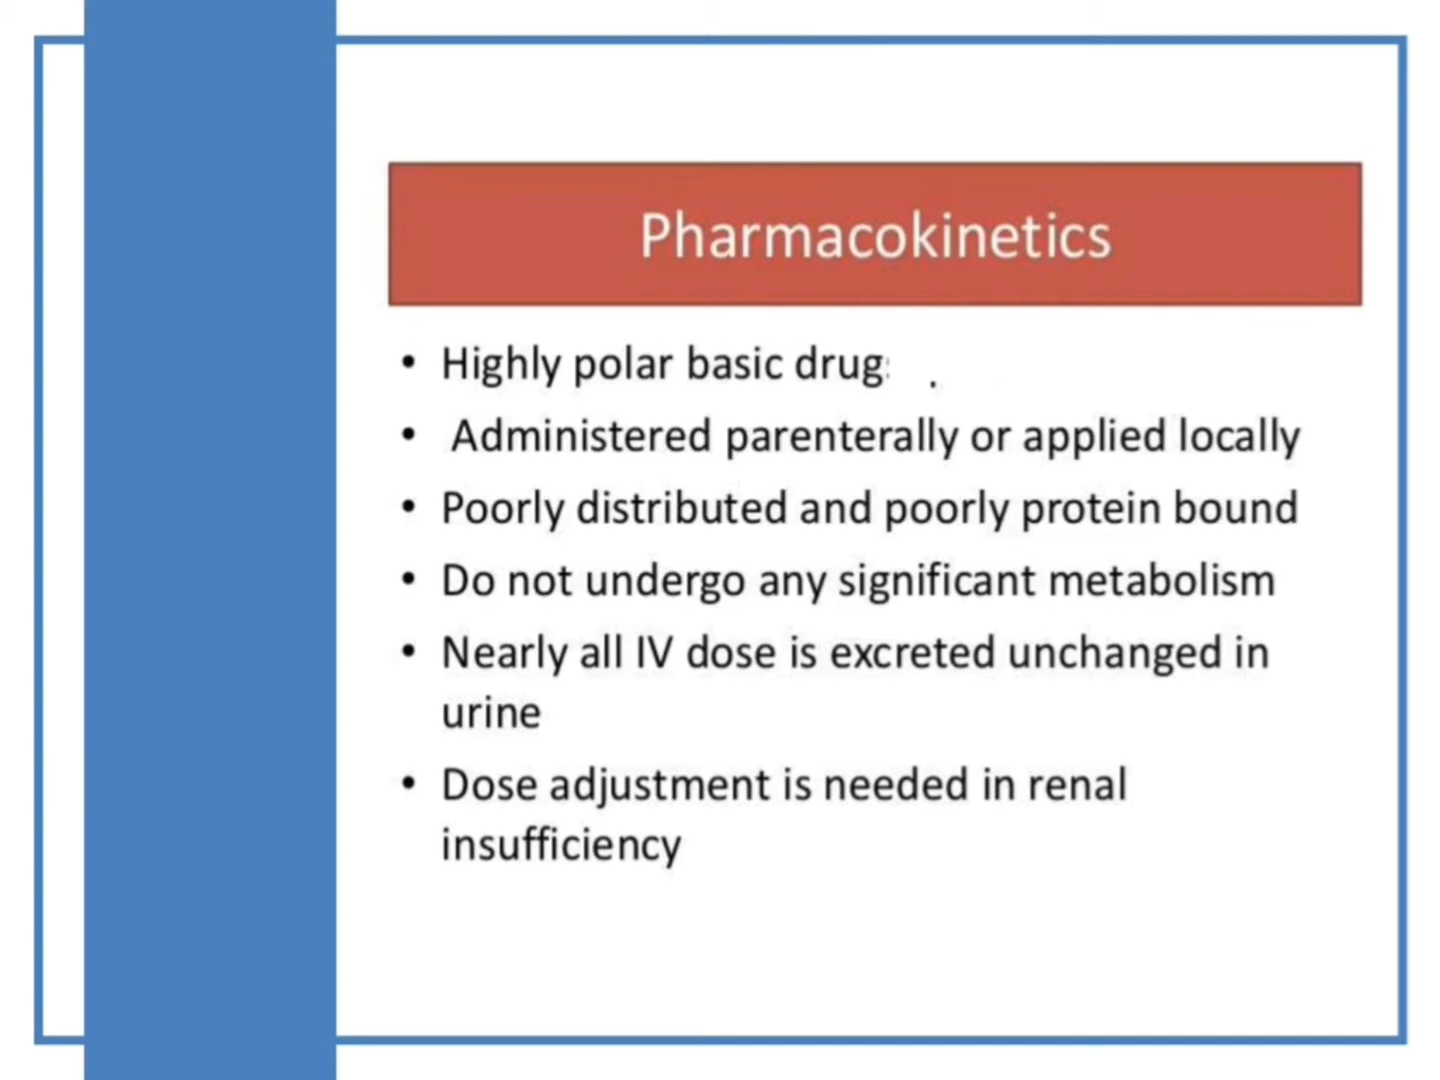 Pharmacokinetics
• Highly polar basic drugs .
• Administered parenterally or applied locally
• Poorly distributed and poorly protein bound
• Do not undergo any significant metabolism
• Nearly all IV dose is excreted unchanged in
urine
• Dose adjustment is needed in renal
insufficiency